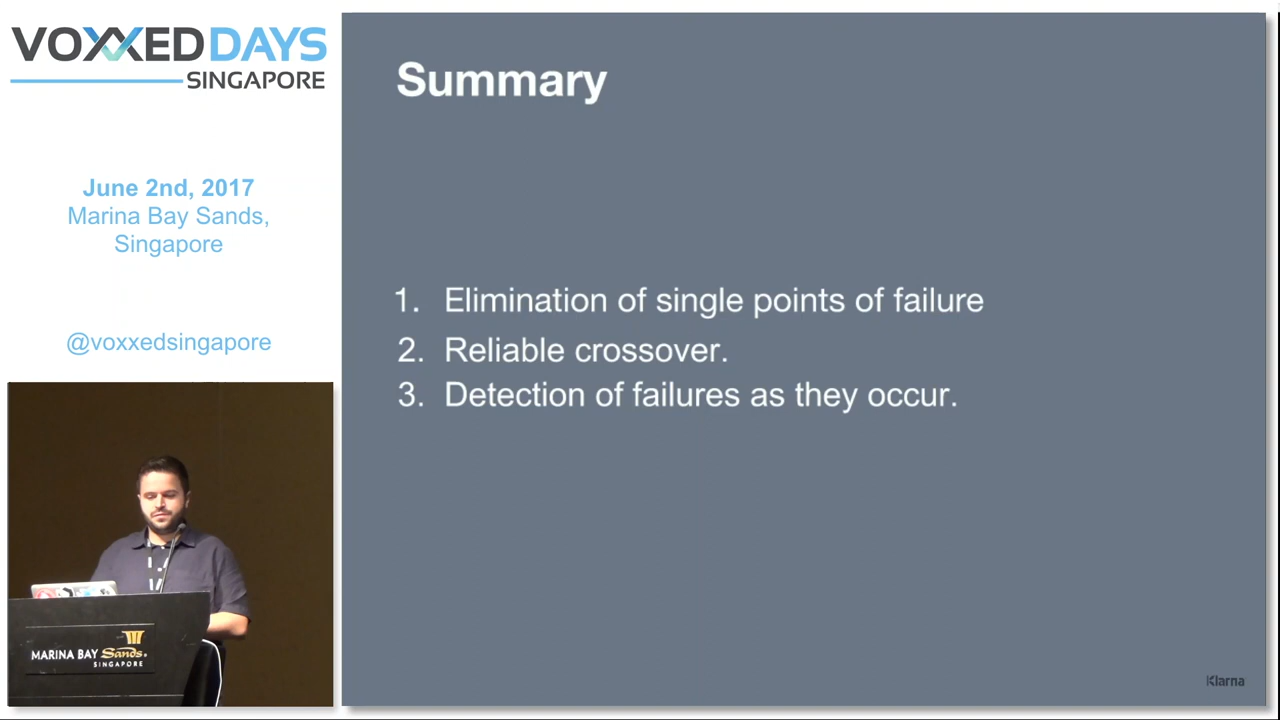 VOXXED DAYS
SINGAPORE
June 2nd, 2017
Marina Bay Sands,
Singapore
@voxxedsingapore
MARINA BAY Sands.
SINGAPORE
Summary
1. Elimination of single points of failure
2. Reliable crossover.
3. Detection of failures as they occur.
Klarna